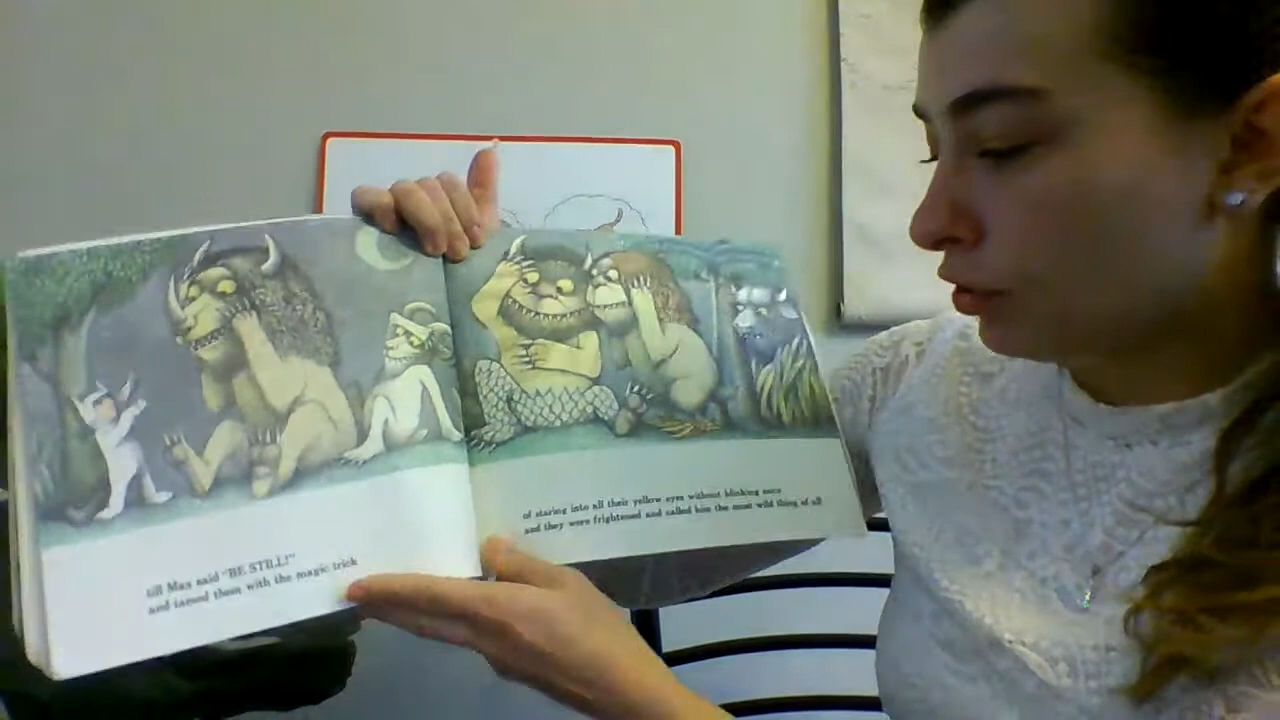 till Max said "BE STILL!"
and tamed them with the magic trick
of staring into all their yellow eyes without blinking once
and they were frightened and called him the most wild thing of all